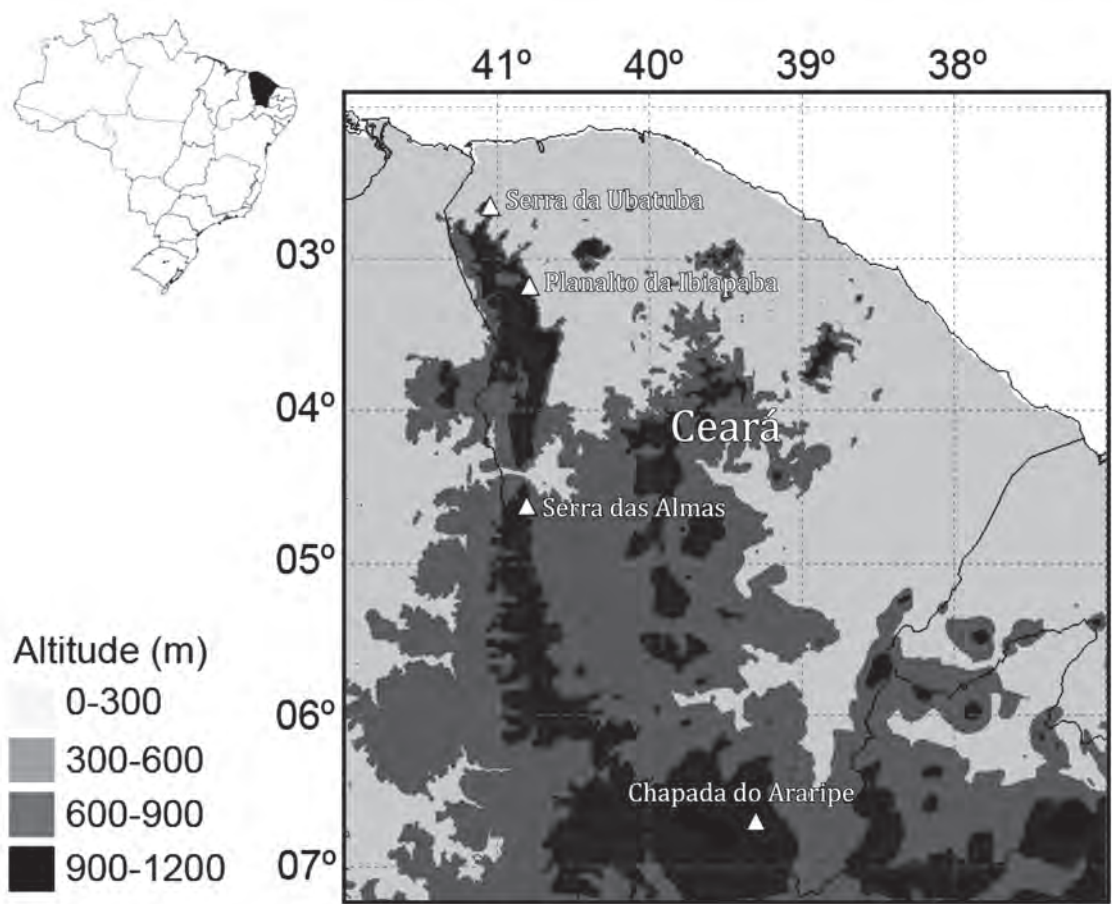 41º 40º 39º 38º
Serra da Ubatuba
03º
Planalto da Ibiapaba
04º
Ceará
Serra das Almas
05º
Altitude (m)
0-300
300-600
600-900
900-1200
06º
Chapada do Araripe
07º